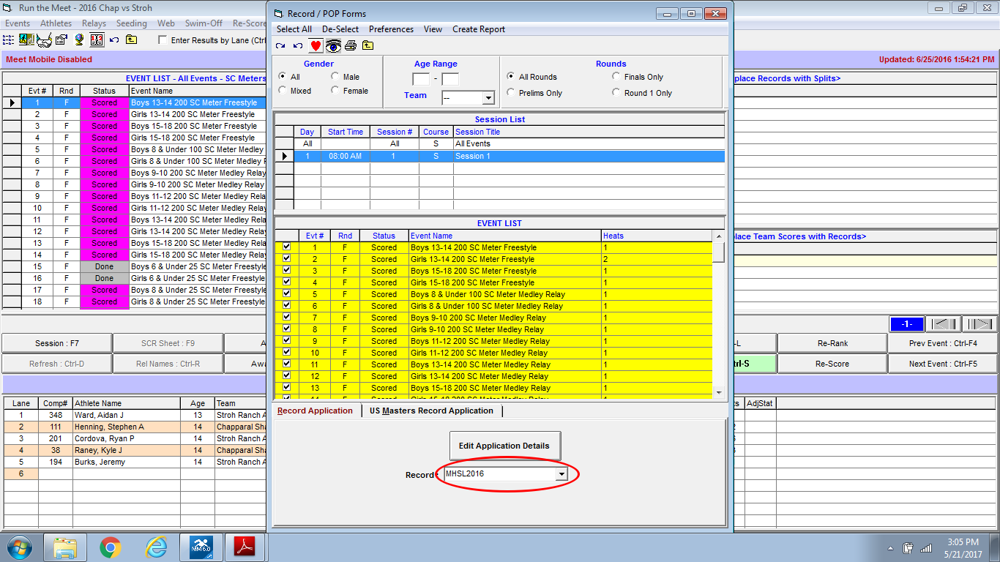 Run the Meet - 2016 Chap vs Stroh
Events Athletes Relays Seeding Web Swim-Off Re-Score
Enter Results by Lane (Ctrl
Meet Mobile Disabled
Updated: 6/25/2016 1:54:21 PM
EVENT LIST - All Events - SC Meters
Evt # Rnd Status Event Name
1 F Scored Boys 13-14 200 SC Meter Freestyle
2 F Scored Girls 13-14 200 SC Meter Freestyle
3 F Scored Boys 15-18 200 SC Meter Freestyle
4 F Scored Girls 15-18 200 SC Meter Freestyle
5 F Scored Boys 8 & Under 100 SC Meter Medle
6 F Scored Girls 8 & Under 100 SC Meter Medle
7 F Scored Boys 9-10 200 SC Meter Medley Relay
8 F Scored Girls 9-10 200 SC Meter Medley Relay
9 F Scored Boys 11-12 200 SC Meter Medley Rela
10 F Scored Girls 11-12 200 SC Meter Medley Rela
11 F Scored Boys 13-14 200 SC Meter Medley Rela
12 F Scored Girls 13-14 200 SC Meter Medley Rela
13 F Scored Boys 15-18 200 SC Meter Medley Rela
14 F Scored Girls 15-18 200 SC Meter Medley Rela
15 F Done Boys 6 & Under 25 SC Meter Freestyle
16 F Done Girls 6 & Under 25 SC Meter Freestyle
17 F Scored Boys 8 & Under 25 SC Meter Freestyle
18 F Scored Girls 8 & Under 25 SC Meter Freestyle
Session : F7 SCR Sheet : F9 A
Refresh : Ctrl-D Rel Names : Ctrl-R Awa
Lane Comp# Athlete Name Age Team
1 348 Ward, Aidan J 13 Stroh Ranch A
2 111 Henning, Stephen A 14 Chapparal Sha
3 201 Cordova, Ryan P 14 Stroh Ranch A
4 38 Raney, Kyle J 14 Chapparal Sha
5 194 Burks, Jeremy 14 Stroh Ranch A
6
Record / POP Forms
Select All De-Select Preferences View Create Report
Gender
All Male
Mixed Female
Age Range
-
Team --
Rounds
All Rounds Finals Only
Prelims Only Round 1 Only
Session List
Day Start Time Session # Course Session Title
All All S All Events
1 08:00 AM 1 S Session 1
EVENT LIST
Evt # Rnd Status Event Name Heats
1 F Scored Boys 13-14 200 SC Meter Freestyle 1
2 F Scored Girls 13-14 200 SC Meter Freestyle 2
3 F Scored Boys 15-18 200 SC Meter Freestyle 1
4 F Scored Girls 15-18 200 SC Meter Freestyle 1
5 F Scored Boys 8 & Under 100 SC Meter Medley Relay 1
6 F Scored Girls 8 & Under 100 SC Meter Medley Relay 1
7 F Scored Boys 9-10 200 SC Meter Medley Relay 1
8 F Scored Girls 9-10 200 SC Meter Medley Relay 1
9 F Scored Boys 11-12 200 SC Meter Medley Relay 1
10 F Scored Girls 11-12 200 SC Meter Medley Relay 1
11 F Scored Boys 13-14 200 SC Meter Medley Relay 1
12 F Scored Girls 13-14 200 SC Meter Medley Relay 1
13 F Scored Boys 15-18 200 SC Meter Medley Relay 1
Record Application US Masters Record Application
Edit Application Details
Record MHSL2016
place Records with Splits>
lace Team Scores with Records>
-1-
-L Re-Rank Prev Event : Ctrl-F4
trl-S Re-Score Next Event : Ctrl-F5
ts AdjStat
MM 6.0
3:05 PM
5/21/2017